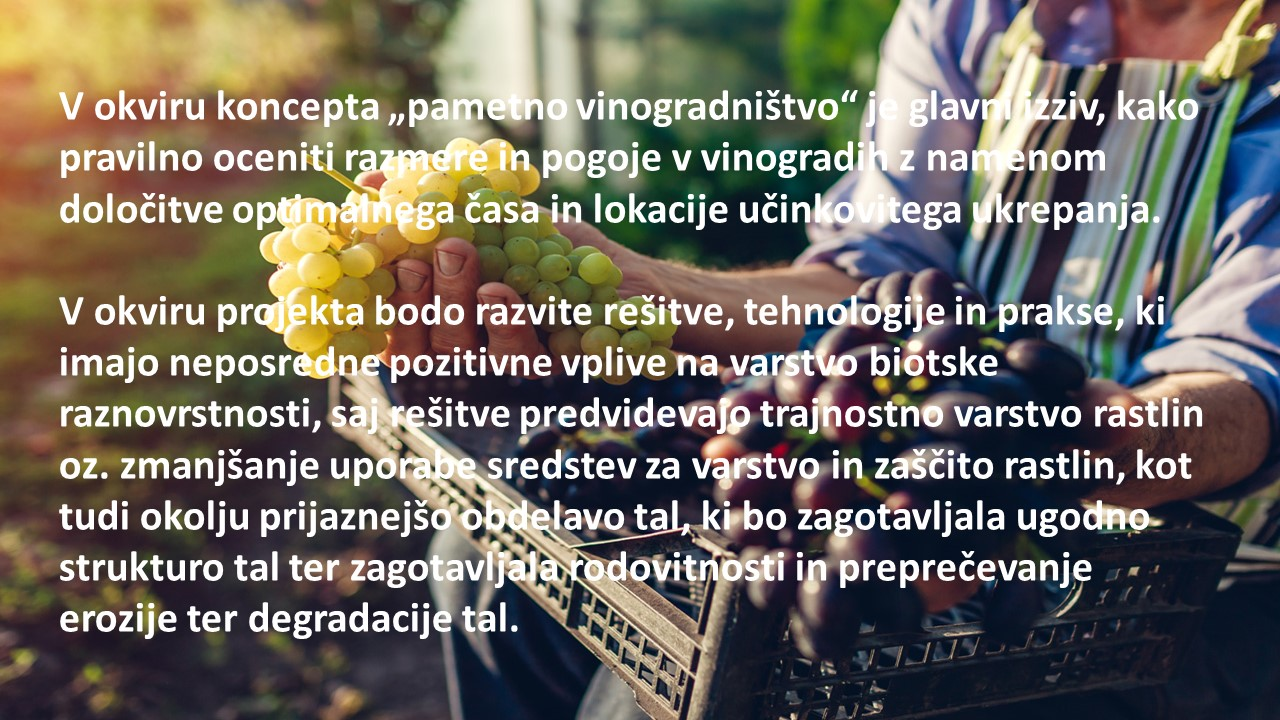 V okviru koncepta „pametno vinogradništvo“ je glavni izziv, kako
pravilno oceniti razmere in pogoje v vinogradih z namenom
določitve optimalnega časa in lokacije učinkovitega ukrepanja.
V okviru projekta bodo razvite rešitve, tehnologije in prakse, ki
imajo neposredne pozitivne vplive na varstvo biotske
raznovrstnosti, saj rešitve predvidevajo trajnostno varstvo rastlin
oz. zmanjšanje uporabe sredstev za varstvo in zaščito rastlin, kot
tudi okolju prijaznejšo obdelavo tal, ki bo zagotavljala ugodno
strukturo tal ter zagotavljala rodovitnosti in preprečevanje
erozije ter degradacije tal.